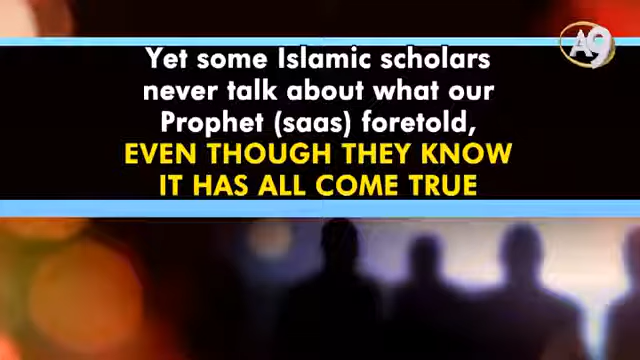 A9
Yet some Islamic scholars
never talk about what our
Prophet (saas) foretold,
EVEN THOUGH THEY KNOW
IT HAS ALL COME TRUE